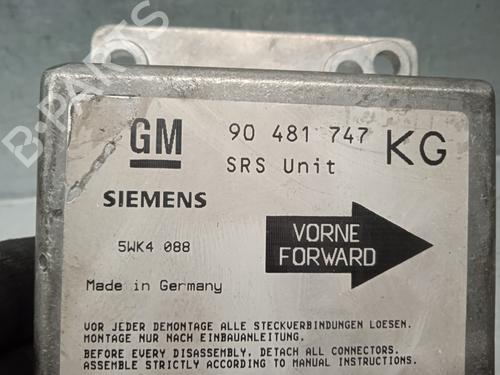 GM
90 481 747 KG
SRS Unit
SIEMENS
5WK4 088
VORNE
FORWARD
Made in Germany
VOR JEDER DEMONTAGE ALLE STECKVERBINDUNGEN LOESEN.
MONTAGE NUR NACH EINBAUANLEITUNG.
BEFORE EVERY DISASSEMBLY, DETACH ALL CONNECTORS.
ASSEMBLE STRICTLY ACCORDING TO MANUAL INSTRUCTIONS.
B-PARTS